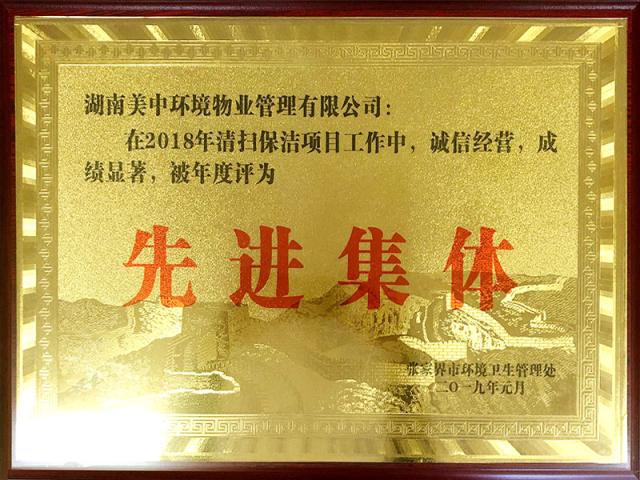 湖南美中环境物业管理有限公司：
在2018年清扫保洁项目工作中，诚信经营，成
绩显著，被年度评为
先进集体
张家界市环境卫生管理处
二〇一九年元月